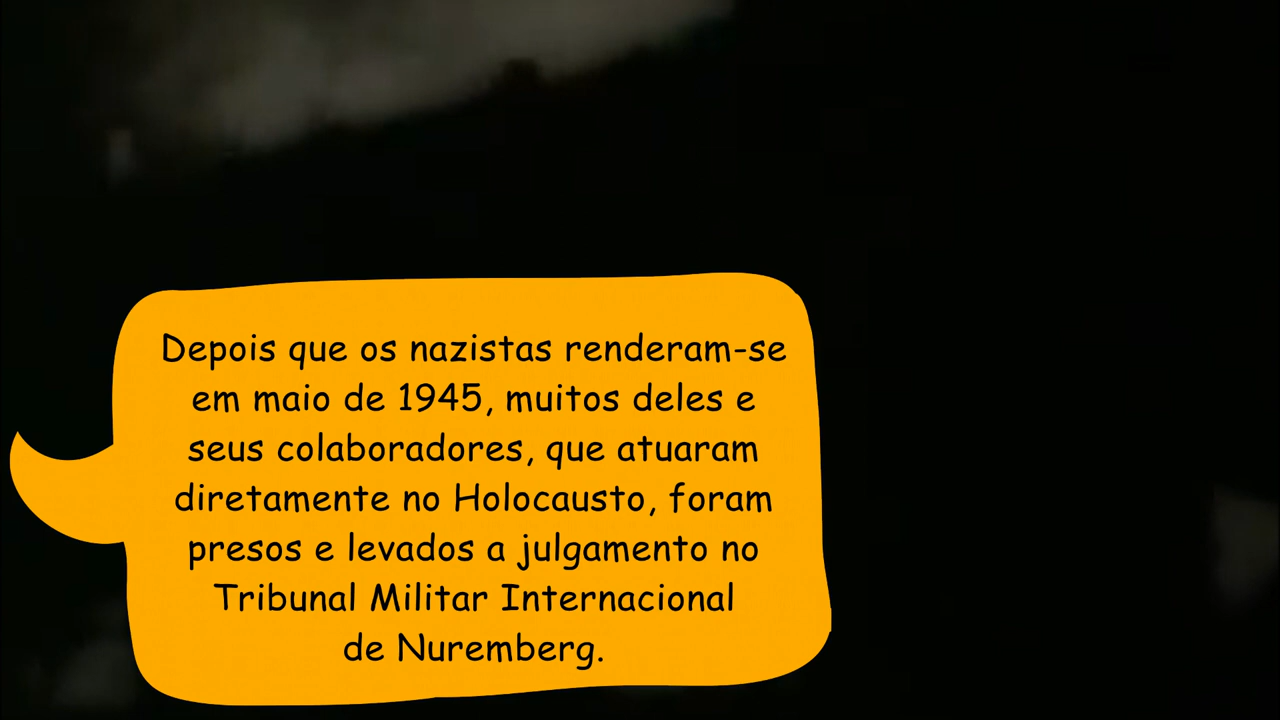 Depois que os nazistas renderam-se
em maio de 1945, muitos deles e
seus colaboradores, que atuaram
diretamente no Holocausto, foram
presos e levados a julgamento no
Tribunal Militar Internacional
de Nuremberg.